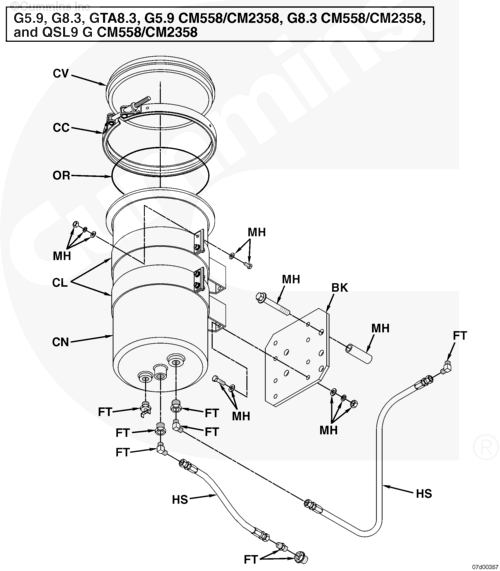 ©Cummins Inc.
G5.9, G8.3, GTA8.3, G5.9 CM558/CM2358, G8.3 CM558/CM2358,
and QSL9 G CM558/CM2358
CV
CC
OR
MH
MH
CL
MH
BK
CN
MH
FT
FT
FT
MH
MH
FT
FT
FT
HS
HS
FT
Cummins
®
07d00367